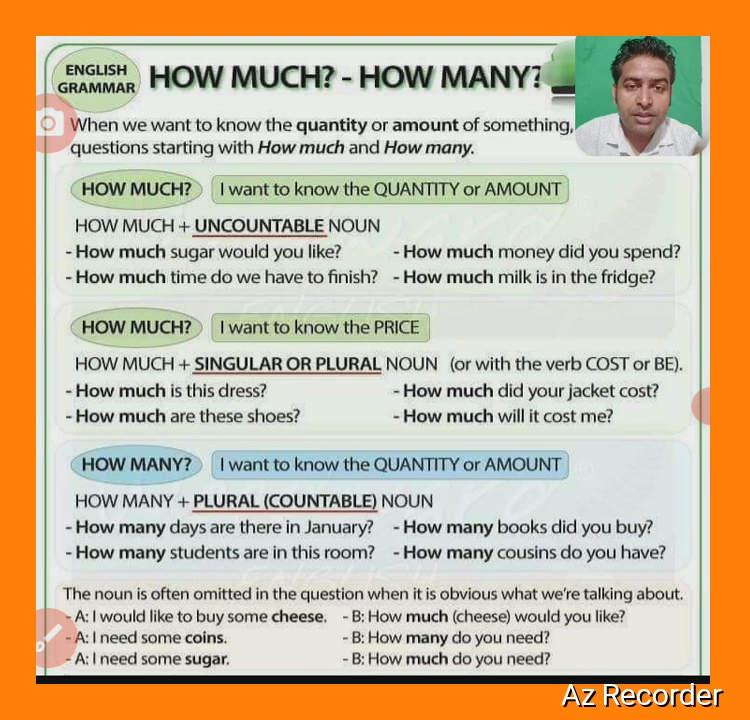 ENGLISH
GRAMMAR
HOW MUCH? - HOW MANY?
When we want to know the quantity or amount of something,
questions starting with How much and How many.
HOW MUCH? I want to know the QUANTITY or AMOUNT
HOW MUCH + UNCOUNTABLE NOUN
- How much sugar would you like? - How much money did you spend?
- How much time do we have to finish? - How much milk is in the fridge?
HOW MUCH? I want to know the PRICE
HOW MUCH + SINGULAR OR PLURAL NOUN (or with the verb COST or BE).
- How much is this dress? - How much did your jacket cost?
- How much are these shoes? - How much will it cost me?
HOW MANY? I want to know the QUANTITY or AMOUNT
HOW MANY + PLURAL (COUNTABLE) NOUN
- How many days are there in January? - How many books did you buy?
- How many students are in this room? - How many cousins do you have?
The noun is often omitted in the question when it is obvious what we're talking about.
- A: I would like to buy some cheese. - B: How much (cheese) would you like?
- A: I need some coins. - B: How many do you need?
- A: I need some sugar. - B: How much do you need?
Az Recorder